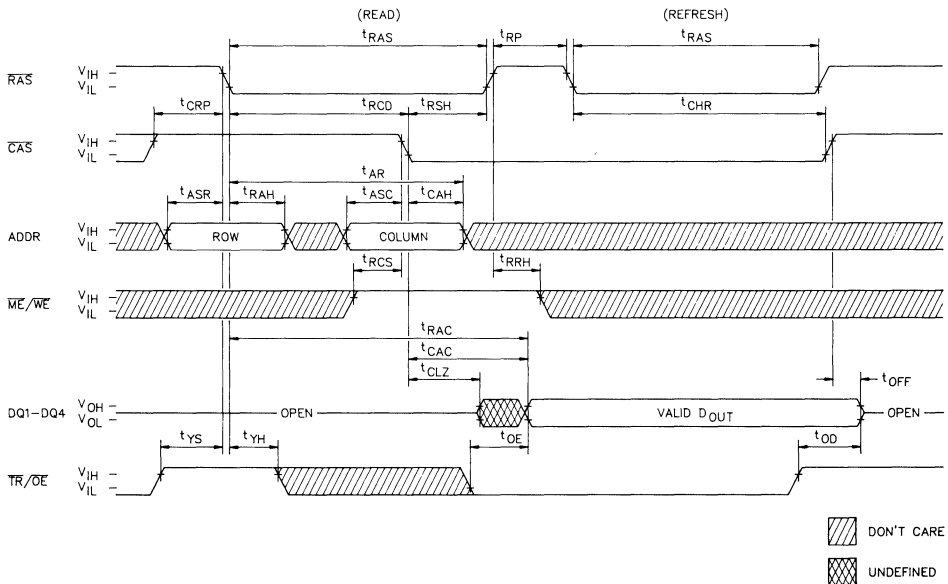 (READ) (REFRESH)
tRAS tRP tRAS
RAS VIH VIL
tCRP tRCD tRSH tCHR
CAS VIH VIL
tAR
tASR tRAH tASC tCAH
ADDR VIH VIL ROW COLUMN
tRCS tRRH
ME/WE VIH VIL
tRAC
tCAC
tCLZ tOFF
DQ1-DQ4 VOH VOL OPEN VALID DOUT OPEN
tYS tYH tOE tOD
TR/OE VIH VIL
DON'T CARE
UNDEFINED